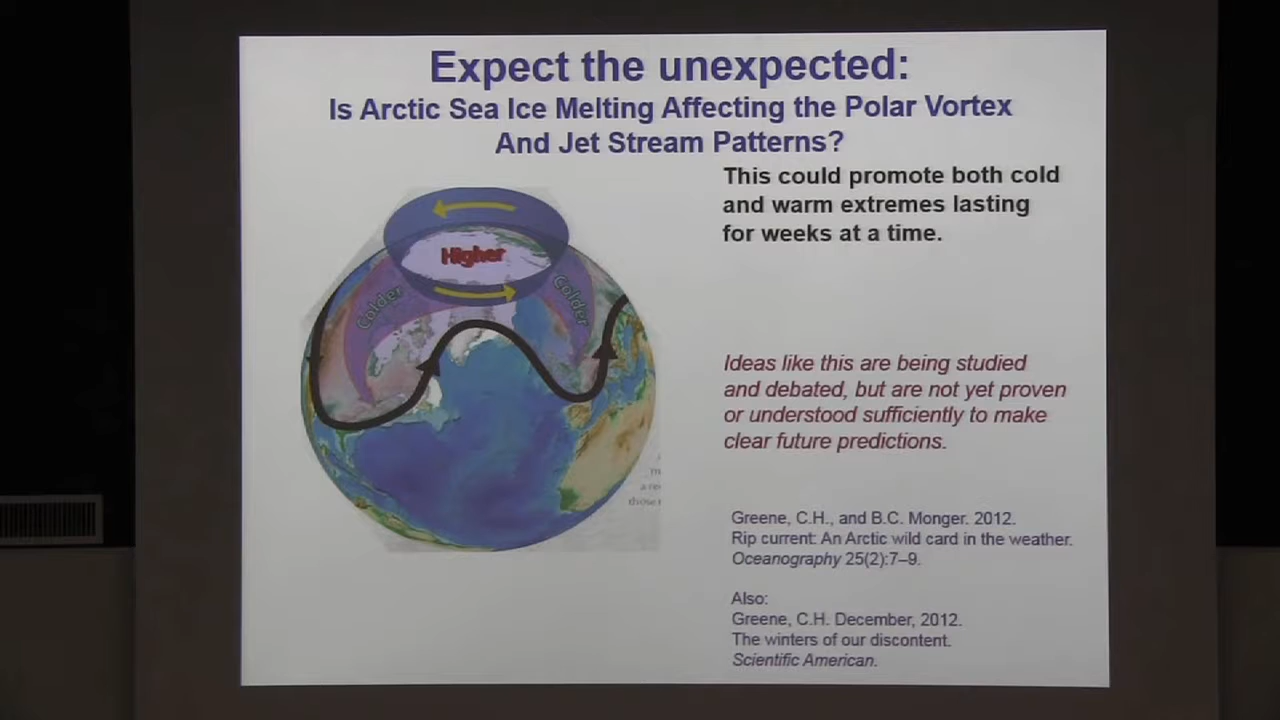 Expect the unexpected:
Is Arctic Sea Ice Melting Affecting the Polar Vortex
And Jet Stream Patterns?
This could promote both cold
and warm extremes lasting
for weeks at a time.
Higher
Colder
Colder
Ideas like this are being studied
and debated, but are not yet proven
or understood sufficiently to make
clear future predictions.
those
Greene, C.H., and B.C. Monger. 2012.
Rip current: An Arctic wild card in the weather.
Oceanography 25(2):7–9.
Also:
Greene, C.H. December, 2012.
The winters of our discontent.
Scientific American.